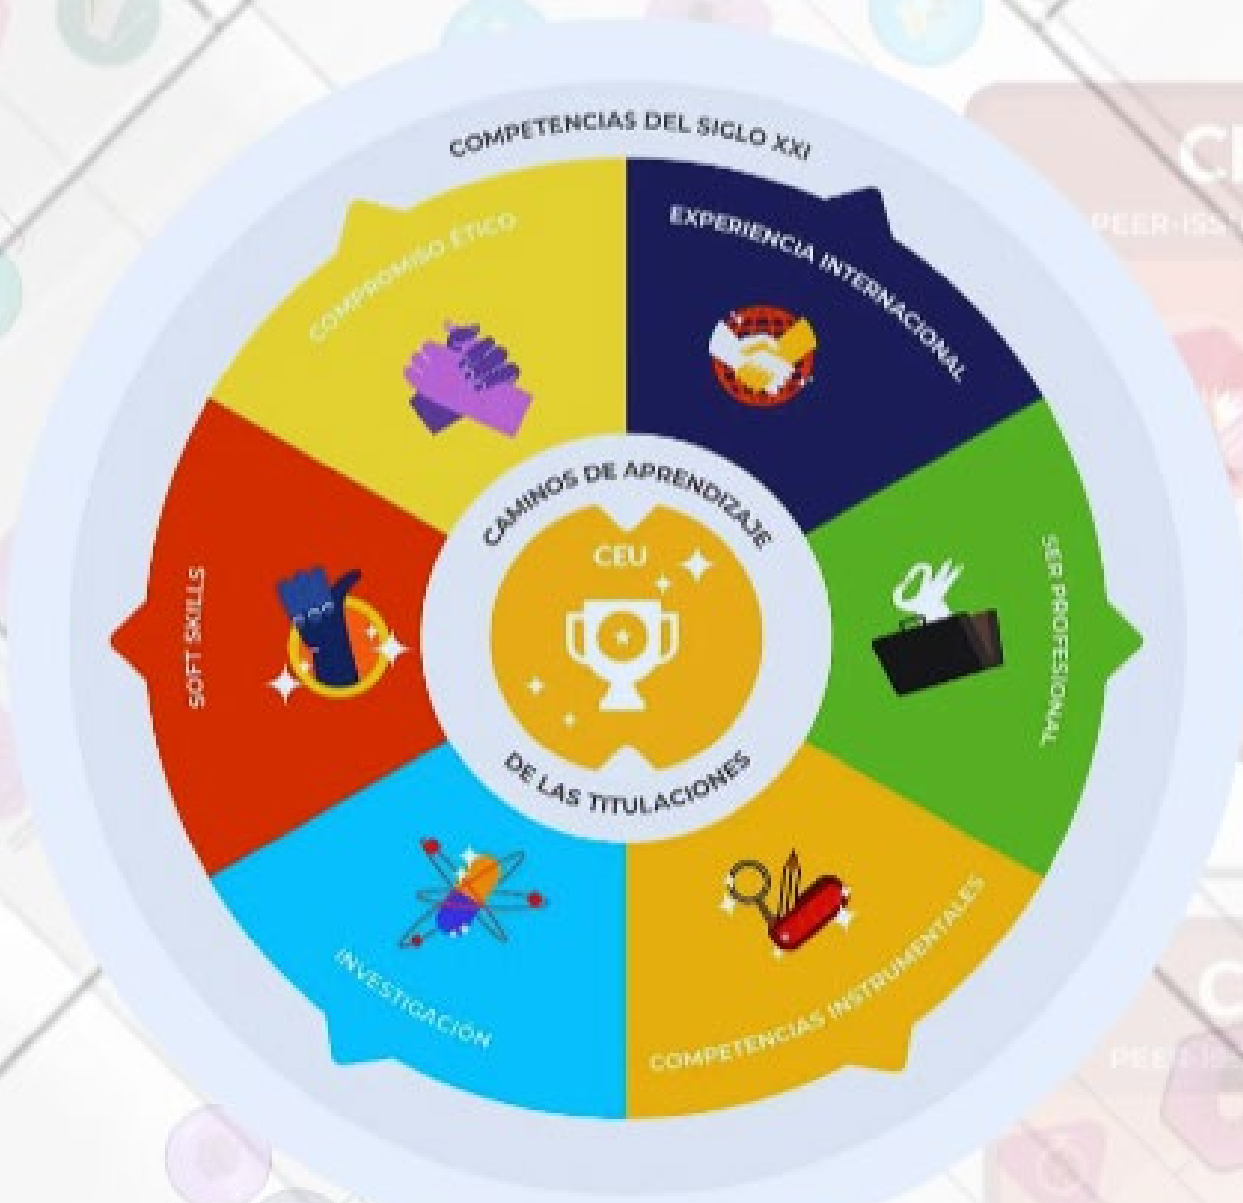 COMPETENCIAS DEL SIGLO XXI
COMPROMISO ÉTICO
EXPERIENCIA INTERNACIONAL
SER PROFESIONAL
COMPETENCIAS INSTRUMENTALES
INVESTIGACIÓN
SOFT SKILLS
CAMINOS DE APRENDIZAJE
CEU
DE LAS TITULACIONES